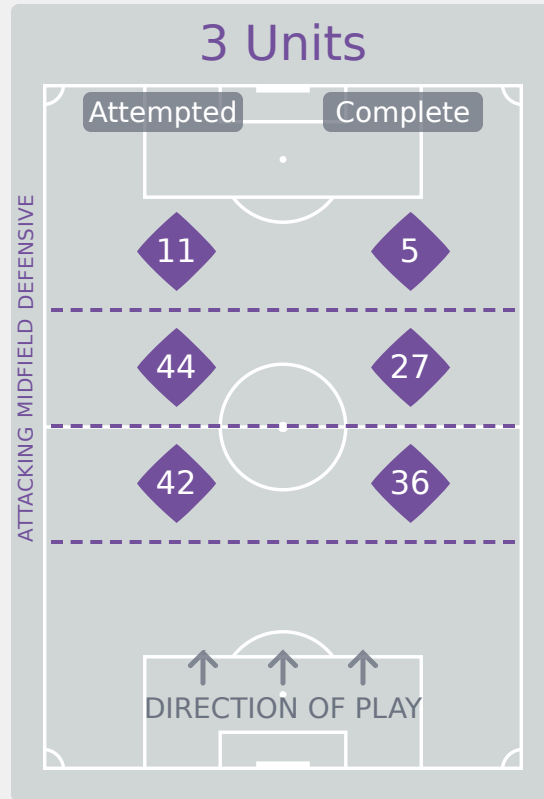 3 Units
Attempted Complete
ATTACKING MIDFIELD DEFENSIVE
11 5
44 27
42 36
DIRECTION OF PLAY